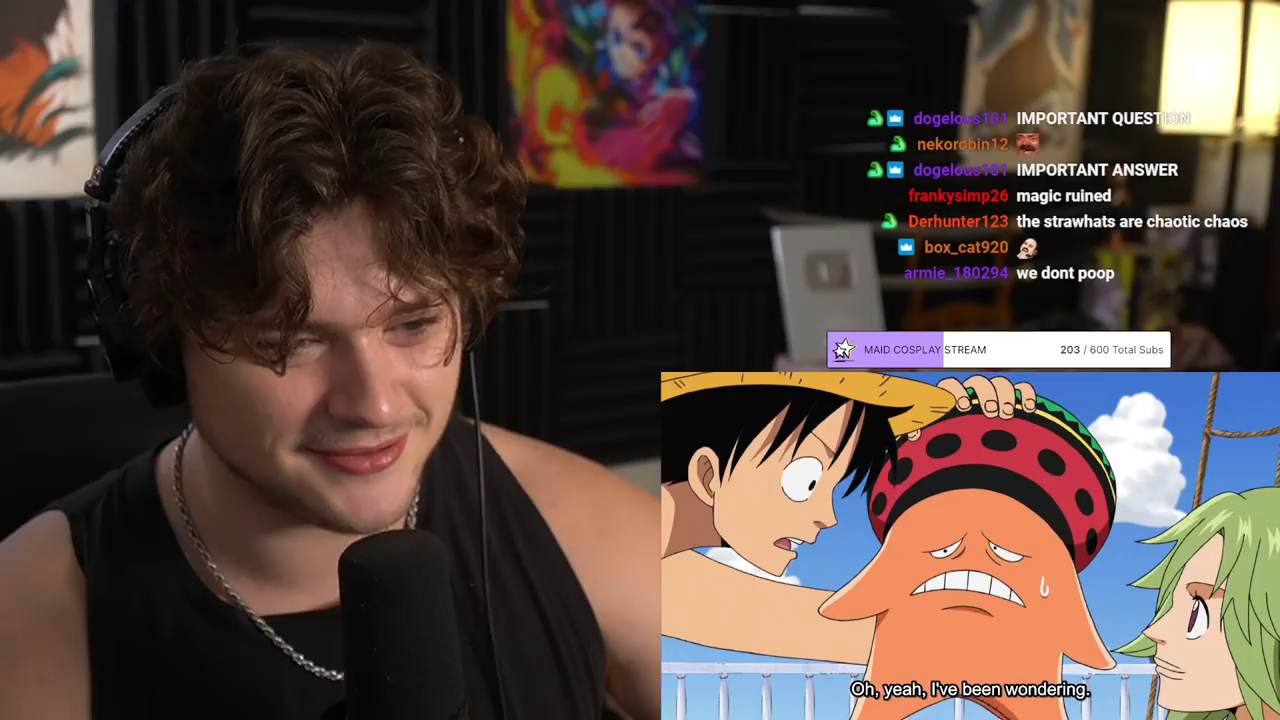 dogelous101 IMPORTANT QUESTION
nekorobin12
dogelous101 IMPORTANT ANSWER
frankysimp26 magic ruined
Derhunter123 the strawhats are chaotic chaos
box_cat920
armie_180294 we dont poop
MAID COSPLAY STREAM 203 / 600 Total Subs
Oh, yeah, I've been wondering.